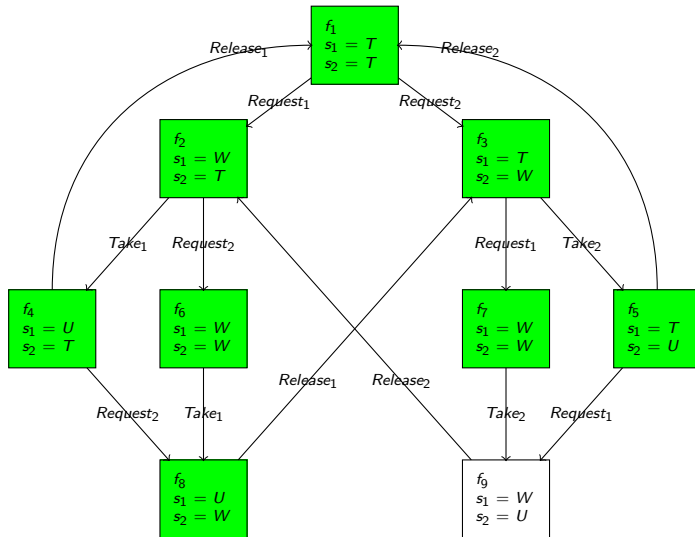 f₁
s₁ = T
s₂ = T
Release₁
Release₂
Request₁
Request₂
f₂
s₁ = W
s₂ = T
f₃
s₁ = T
s₂ = W
Take₁
Request₂
Request₁
Take₂
f₄
s₁ = U
s₂ = T
f₆
s₁ = W
s₂ = W
f₇
s₁ = W
s₂ = W
f₅
s₁ = T
s₂ = U
Release₁
Release₂
Request₂
Take₁
Take₂
Request₁
f₈
s₁ = U
s₂ = W
f₉
s₁ = W
s₂ = U